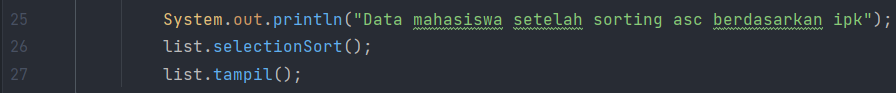 25 System.out.println("Data mahasiswa setelah sorting asc berdasarkan ipk");
26 list.selectionSort();
27 list.tampil();